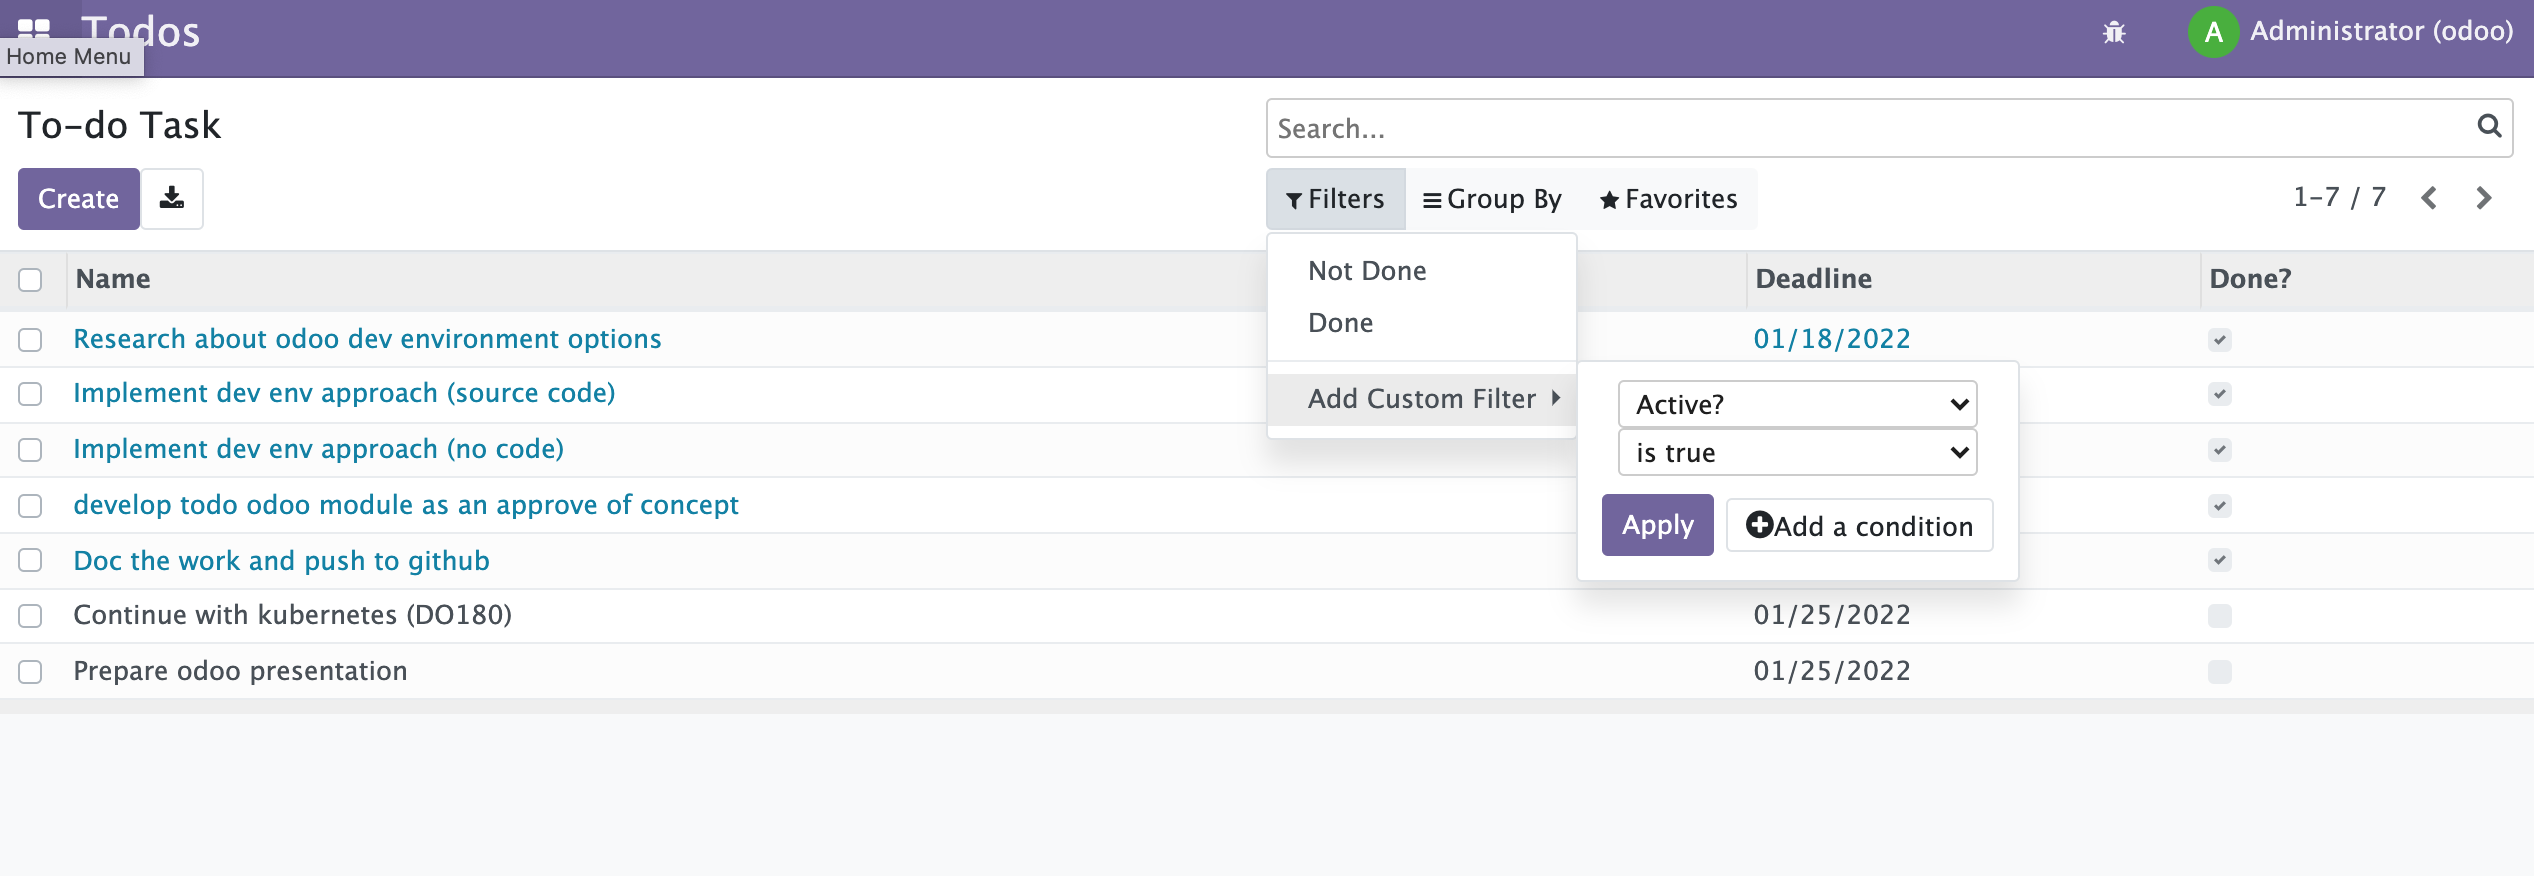 Todos
A Administrator (odoo)
Home Menu
To-do Task
Search...
Create
Filters Group By Favorites
1-7 / 7
Name Deadline Done?
Not Done
Done
Add Custom Filter
Active?
is true
Apply Add a condition
Research about odoo dev environment options 01/18/2022
Implement dev env approach (source code)
Implement dev env approach (no code)
develop todo odoo module as an approve of concept
Doc the work and push to github
Continue with kubernetes (DO180) 01/25/2022
Prepare odoo presentation 01/25/2022